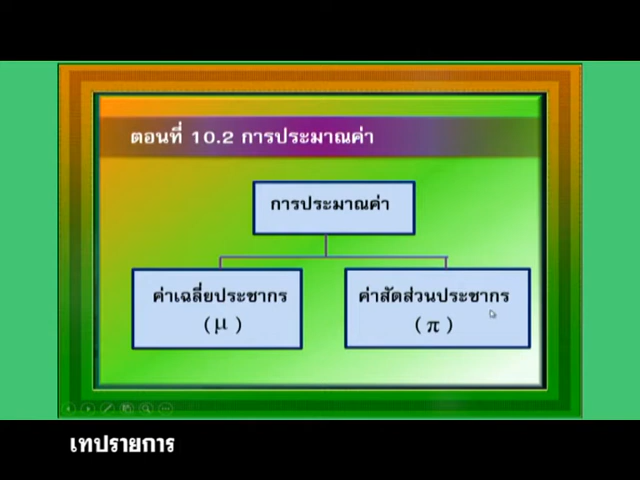 ตอนที่ 10.2 การประมาณค่า
การประมาณค่า
ค่าเฉลี่ยประชากร
(μ)
ค่าสัดส่วนประชากร
(π)
เทปรายการ